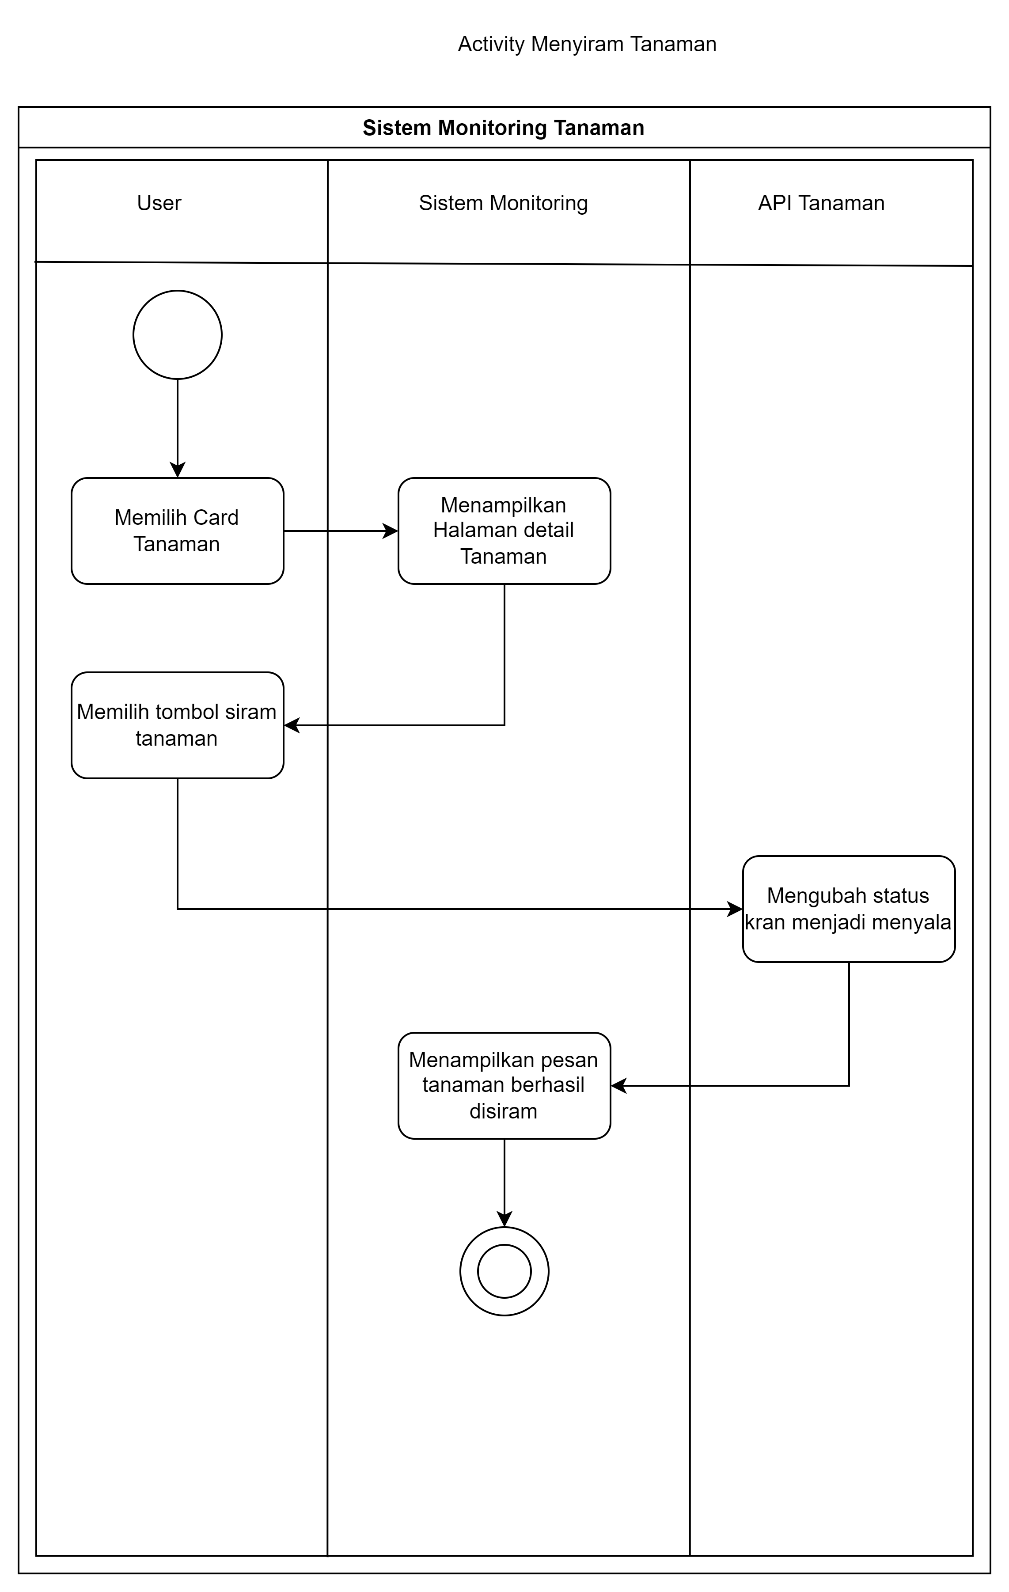 Activity Menyiram Tanaman
Sistem Monitoring Tanaman
User
Sistem Monitoring
API Tanaman
Memilih Card
Tanaman
Menampilkan
Halaman detail
Tanaman
Memilih tombol siram
tanaman
Mengubah status
kran menjadi menyala
Menampilkan pesan
tanaman berhasil
disiram